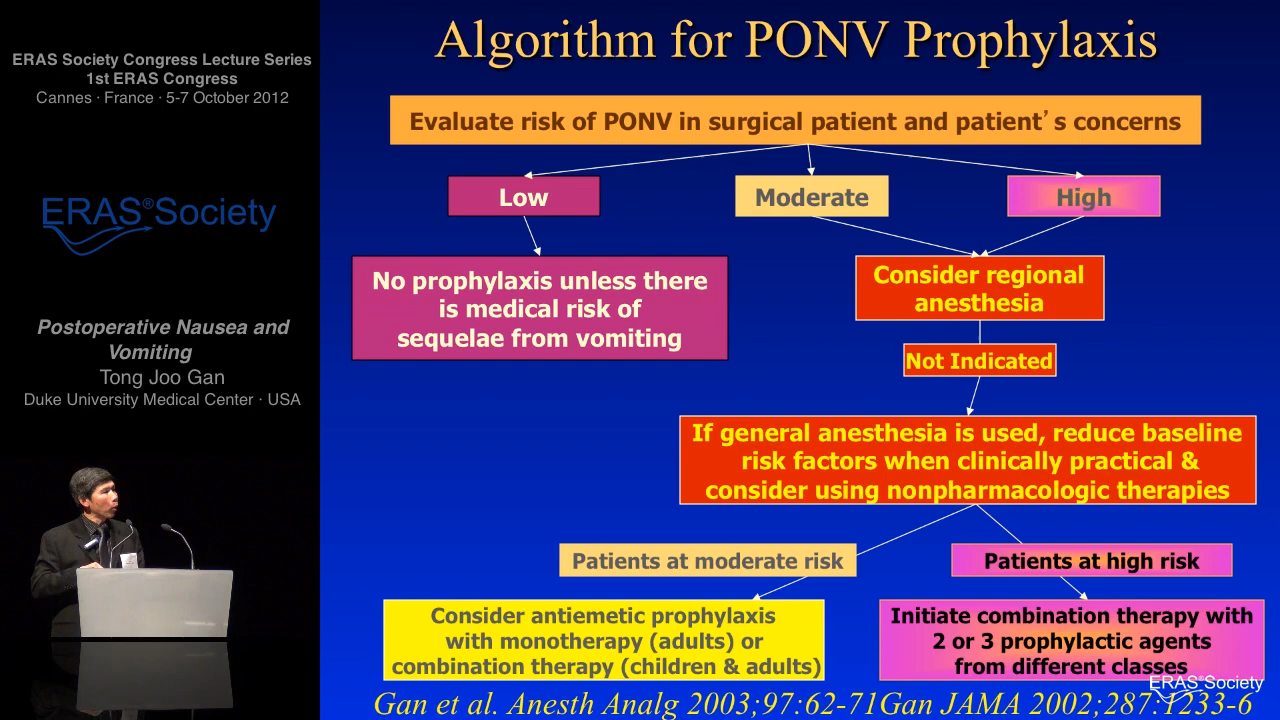 ERAS Society Congress Lecture Series
1st ERAS Congress
Cannes · France · 5-7 October 2012
ERAS®Society
Postoperative Nausea and
Vomiting
Tong Joo Gan
Duke University Medical Center · USA
Algorithm for PONV Prophylaxis
Evaluate risk of PONV in surgical patient and patient’s concerns
Low
Moderate
High
No prophylaxis unless there
is medical risk of
sequelae from vomiting
Consider regional
anesthesia
Not Indicated
If general anesthesia is used, reduce baseline
risk factors when clinically practical &
consider using nonpharmacologic therapies
Patients at moderate risk
Patients at high risk
Consider antiemetic prophylaxis
with monotherapy (adults) or
combination therapy (children & adults)
Initiate combination therapy with
2 or 3 prophylactic agents
from different classes
ERAS®Society
Gan et al. Anesth Analg 2003;97:62-71Gan JAMA 2002;287:1233-6